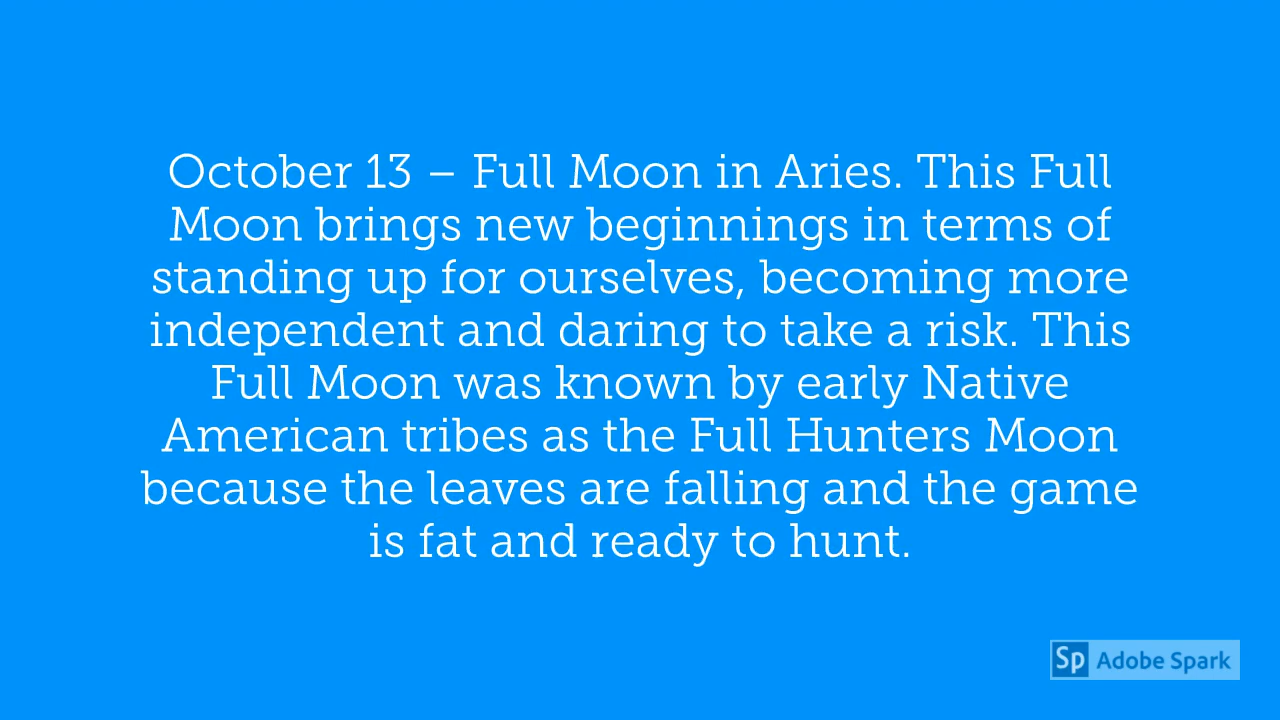 October 13 – Full Moon in Aries. This Full
Moon brings new beginnings in terms of
standing up for ourselves, becoming more
independent and daring to take a risk. This
Full Moon was known by early Native
American tribes as the Full Hunters Moon
because the leaves are falling and the game
is fat and ready to hunt.
Sp Adobe Spark